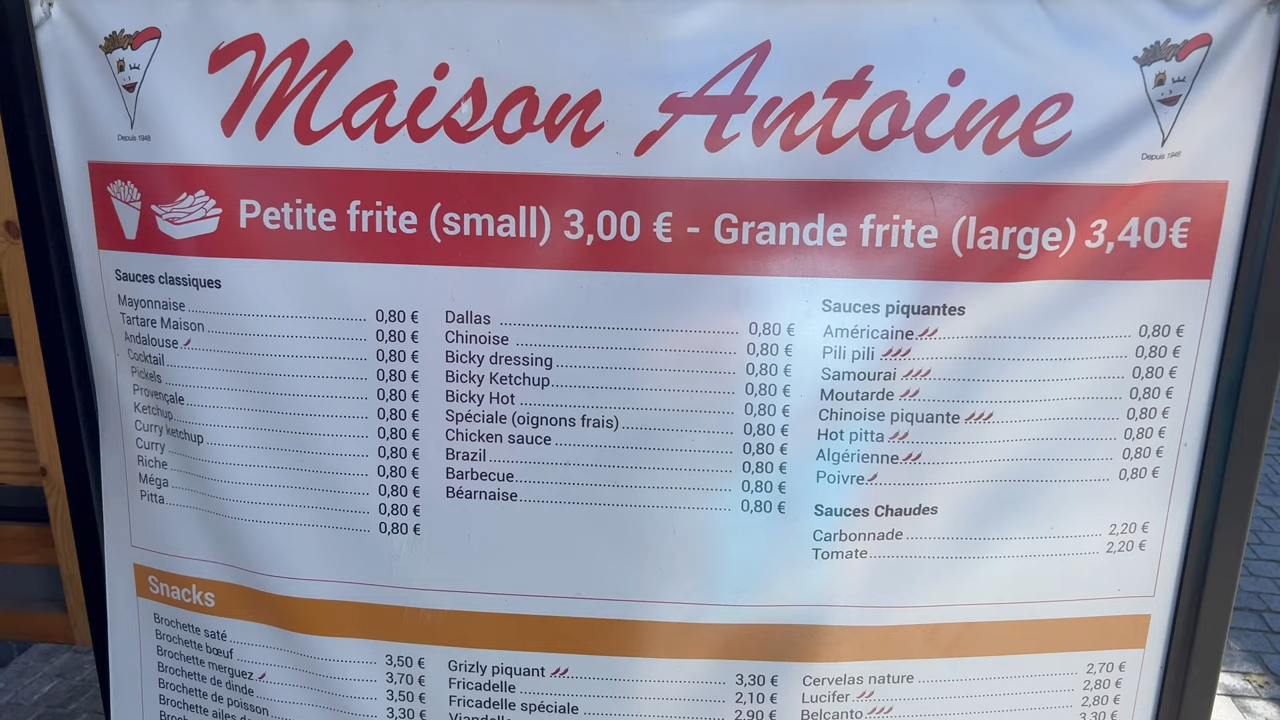 Maison Antoine
Depuis 1948
Depuis 1948
Petite frite (small) 3,00 € - Grande frite (large) 3,40€
Sauces classiques
Mayonnaise 0,80 €
Tartare Maison 0,80 €
Andalouse 0,80 €
Cocktail 0,80 €
Pickels 0,80 €
Provençale 0,80 €
Ketchup 0,80 €
Curry ketchup 0,80 €
Curry 0,80 €
Riche 0,80 €
Méga 0,80 €
Pitta 0,80 €
Dallas 0,80 €
Chinoise 0,80 €
Bicky dressing 0,80 €
Bicky Ketchup 0,80 €
Bicky Hot 0,80 €
Spéciale (oignons frais) 0,80 €
Chicken sauce 0,80 €
Brazil 0,80 €
Barbecue 0,80 €
Béarnaise 0,80 €
Sauces piquantes
Américaine 0,80 €
Pili pili 0,80 €
Samourai 0,80 €
Moutarde 0,80 €
Chinoise piquante 0,80 €
Hot pitta 0,80 €
Algérienne 0,80 €
Poivre 0,80 €
Sauces Chaudes
Carbonnade 2,20 €
Tomate 2,20 €
Snacks
Brochette saté 3,50 €
Brochette bœuf 3,70 €
Brochette merguez 3,50 €
Brochette de dinde 3,30 €
Brochette de poisson
Brochette ailes
Grizly piquant 3,30 €
Fricadelle 2,10 €
Fricadelle spéciale 2,90 €
Viandelle
Cervelas nature 2,70 €
Lucifer 2,80 €
Belcanto 2,80 €
3,30 €